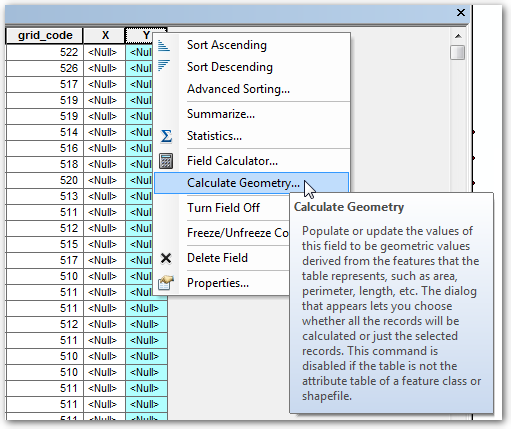 grid_code X Y
522 <Null> <Null>
526 <Null> <Null>
517 <Null> <Null>
519 <Null> <Null>
519 <Null> <Null>
514 <Null> <Null>
516 <Null> <Null>
518 <Null> <Null>
520 <Null> <Null>
513 <Null> <Null>
511 <Null> <Null>
512 <Null> <Null>
515 <Null> <Null>
517 <Null> <Null>
510 <Null> <Null>
511 <Null> <Null>
511 <Null> <Null>
512 <Null> <Null>
511 <Null> <Null>
510 <Null> <Null>
510 <Null> <Null>
511 <Null> <Null>
511 <Null> <Null>
511 <Null> <Null>
Sort Ascending
Sort Descending
Advanced Sorting...
Summarize...
Σ Statistics...
Field Calculator...
Calculate Geometry...
Turn Field Off
Freeze/Unfreeze Co
Delete Field
Properties...
Calculate Geometry
Populate or update the values of
this field to be geometric values
derived from the features that the
table represents, such as area,
perimeter, length, etc. The dialog
that appears lets you choose
whether all the records will be
calculated or just the selected
records. This command is
disabled if the table is not the
attribute table of a feature class or
shapefile.